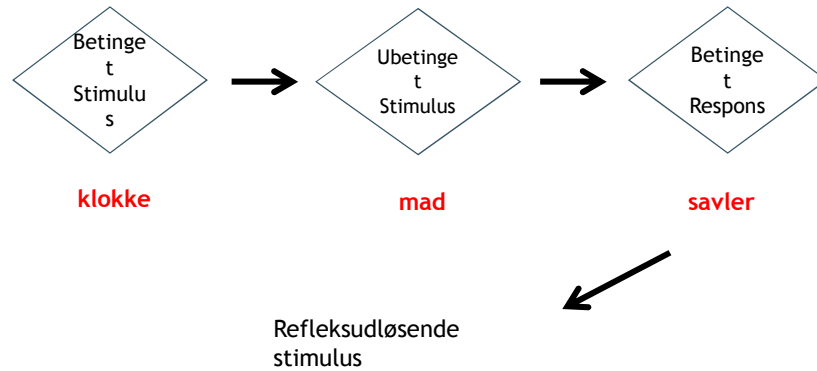 Betinge
t
Stimulu
s
Ubetinge
t
Stimulus
Betinge
t
Respons
klokke
mad
savler
Refleksudløsende
stimulus